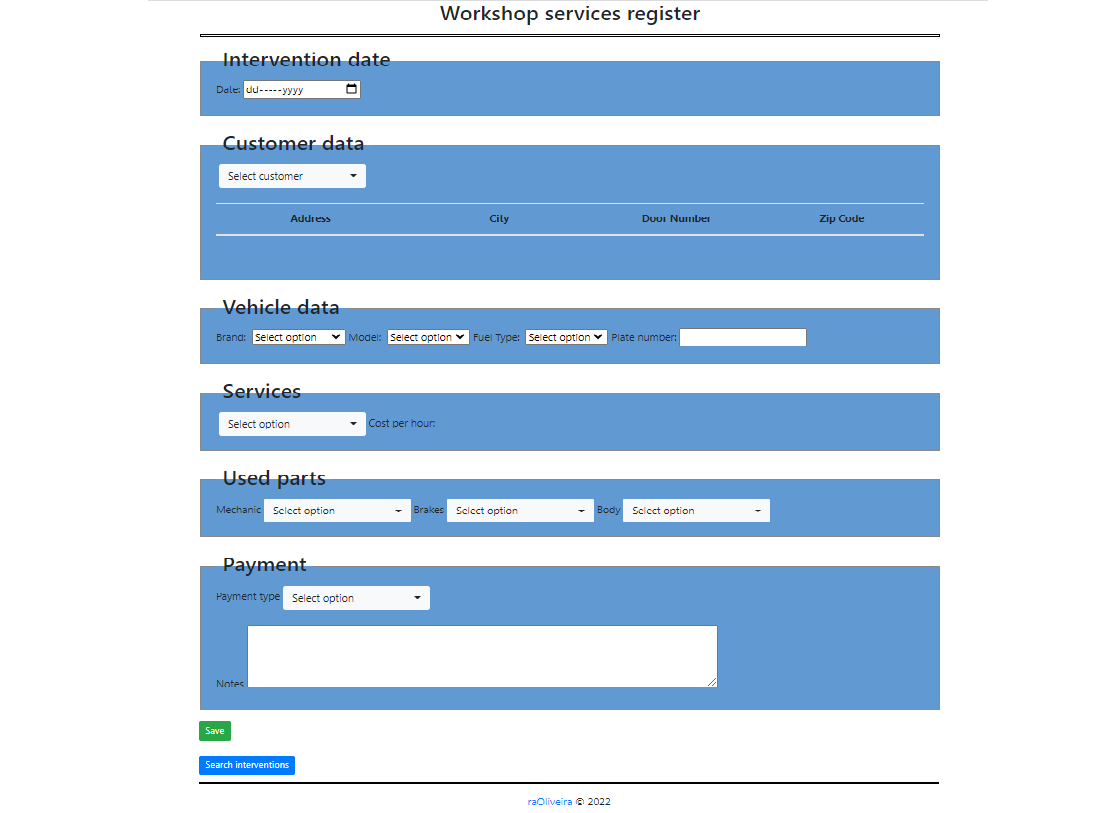 Workshop services register
Intervention date
Date: dd-----yyyy
Customer data
Select customer
Address City Door Number Zip Code
Vehicle data
Brand: Select option Model: Select option Fuel Type: Select option Plate number:
Services
Select option Cost per hour:
Used parts
Mechanic Select option Brakes Select option Body Select option
Payment
Payment type Select option
Notes
Save
Search interventions
raOliveira © 2022